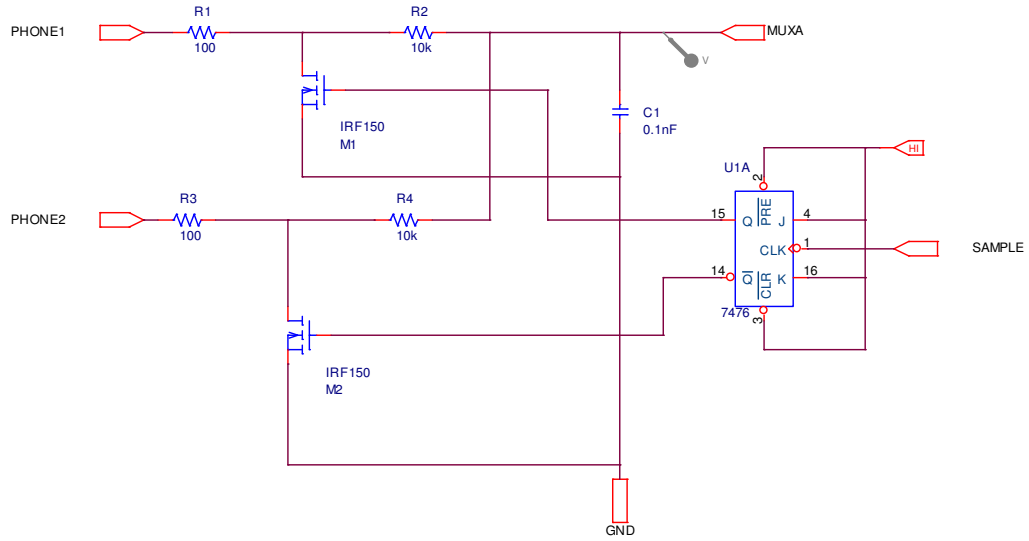 R1
R2
PHONE1
MUXA
100
10k
V
C1
0.1nF
IRF150
M1
HI
U1A
2
R3
R4
PHONE2
100
10k
15
Q
PRE
J
4
CLK
1
SAMPLE
14
QI
CLR
K
16
7476
3
IRF150
M2
GND